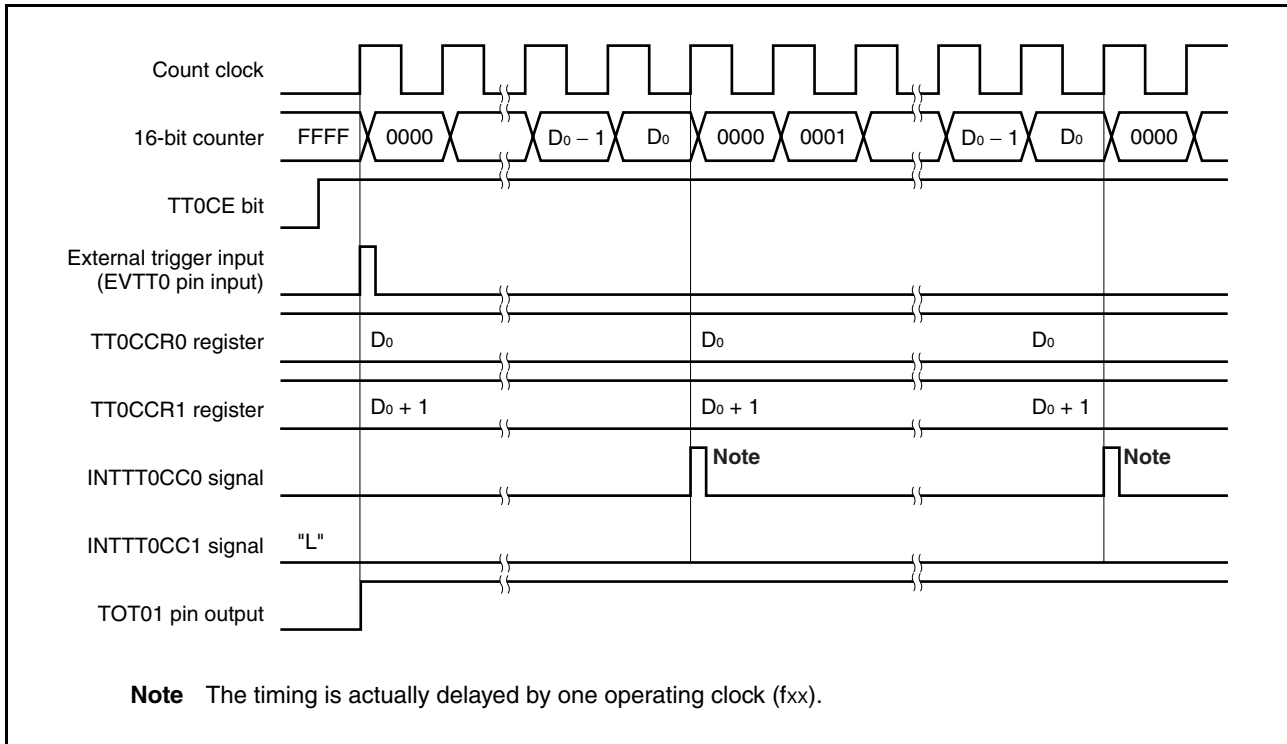 Count clock
16-bit counter FFFF 0000 D₀ − 1 D₀ 0000 0001 D₀ − 1 D₀ 0000
TT0CE bit
External trigger input
(EVTT0 pin input)
TT0CCR0 register D₀ D₀ D₀
TT0CCR1 register D₀ + 1 D₀ + 1 D₀ + 1
INTTT0CC0 signal Note Note
INTTT0CC1 signal "L"
TOT01 pin output
Note The timing is actually delayed by one operating clock (fxx).